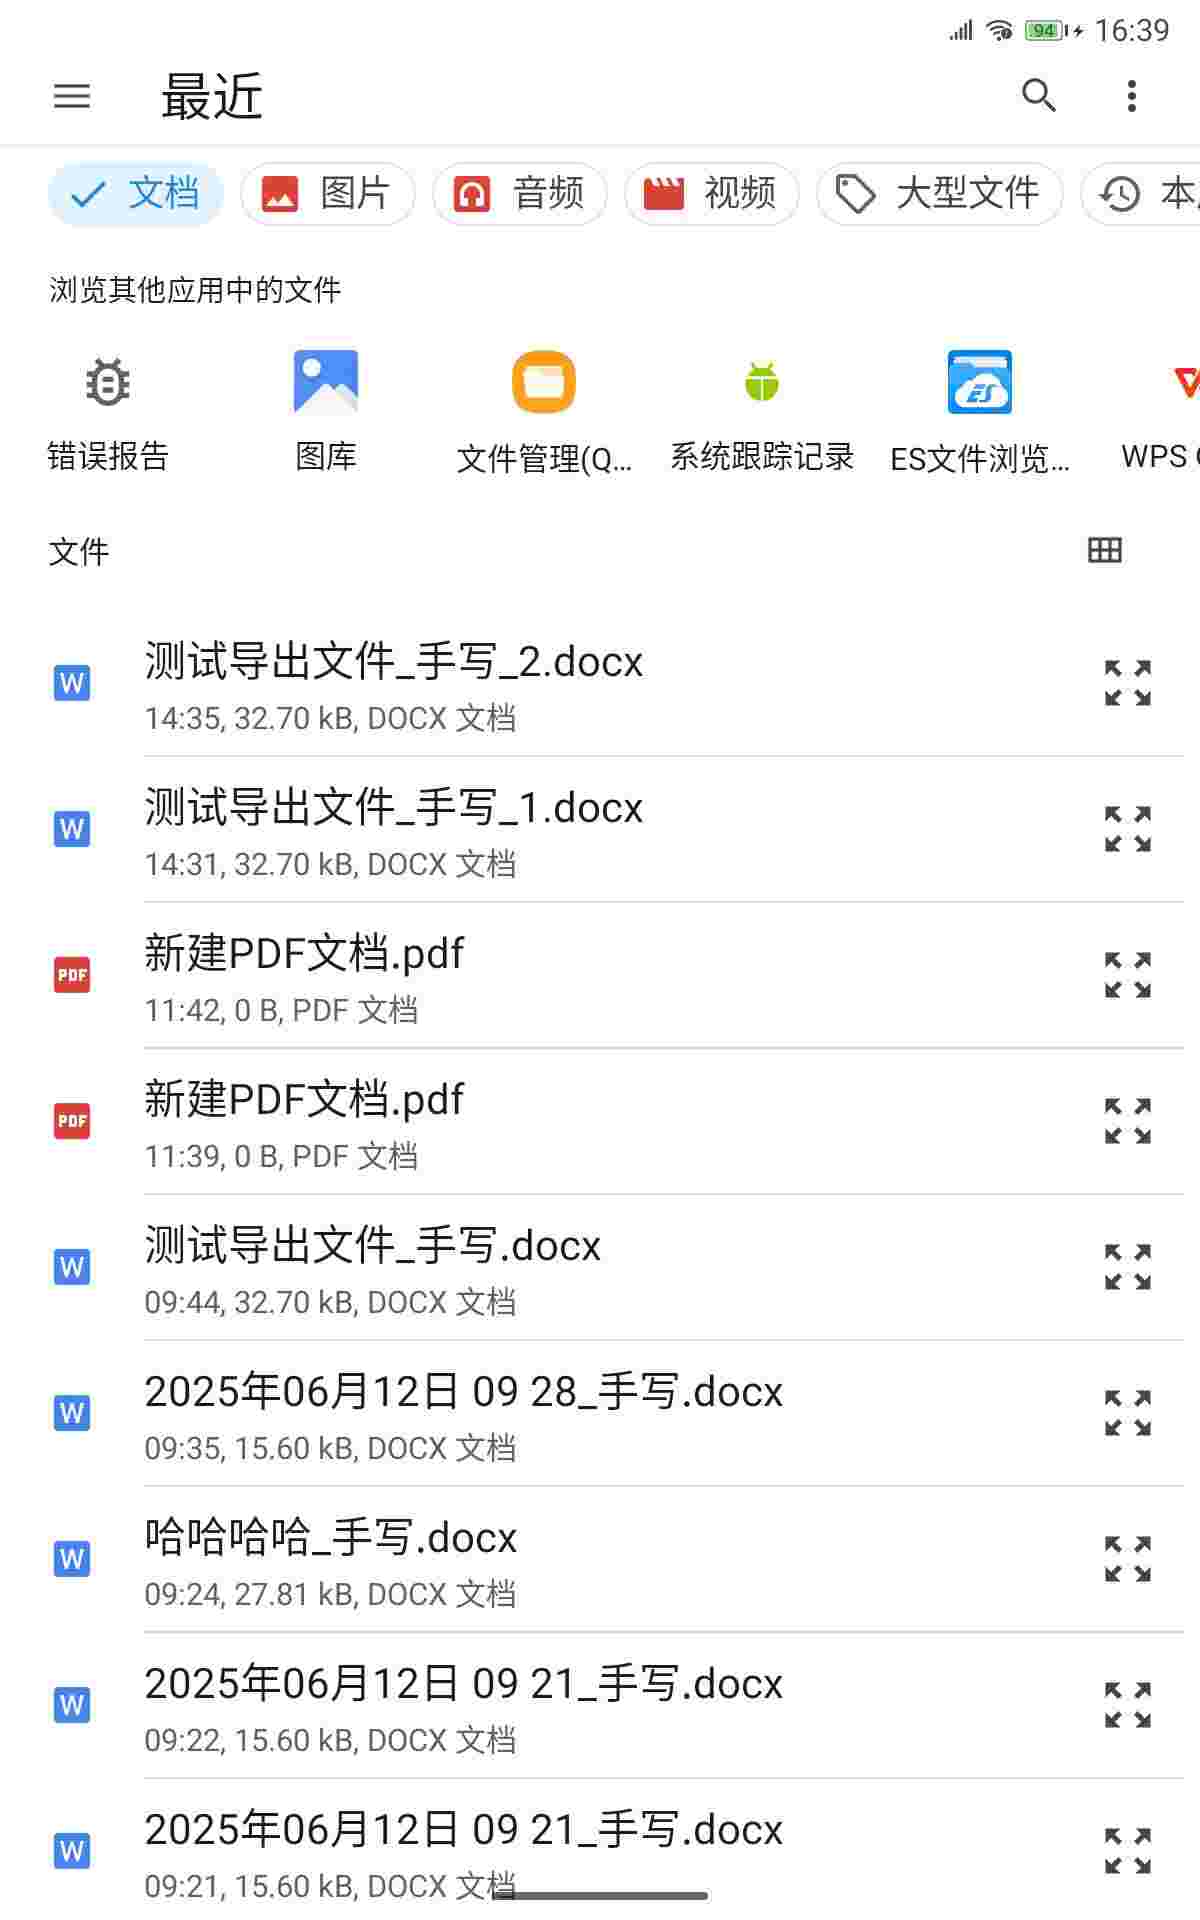 94 16:39
最近
文档 图片 音频 视频 大型文件 本
浏览其他应用中的文件
错误报告 图库 文件管理(Q... 系统跟踪记录 ES文件浏览... WPS
文件
测试导出文件_手写_2.docx
14:35, 32.70 kB, DOCX 文档
测试导出文件_手写_1.docx
14:31, 32.70 kB, DOCX 文档
新建PDF文档.pdf
11:42, 0 B, PDF 文档
新建PDF文档.pdf
11:39, 0 B, PDF 文档
测试导出文件_手写.docx
09:44, 32.70 kB, DOCX 文档
2025年06月12日 09 28_手写.docx
09:35, 15.60 kB, DOCX 文档
哈哈哈哈_手写.docx
09:24, 27.81 kB, DOCX 文档
2025年06月12日 09 21_手写.docx
09:22, 15.60 kB, DOCX 文档
2025年06月12日 09 21_手写.docx
09:21, 15.60 kB, DOCX 文档